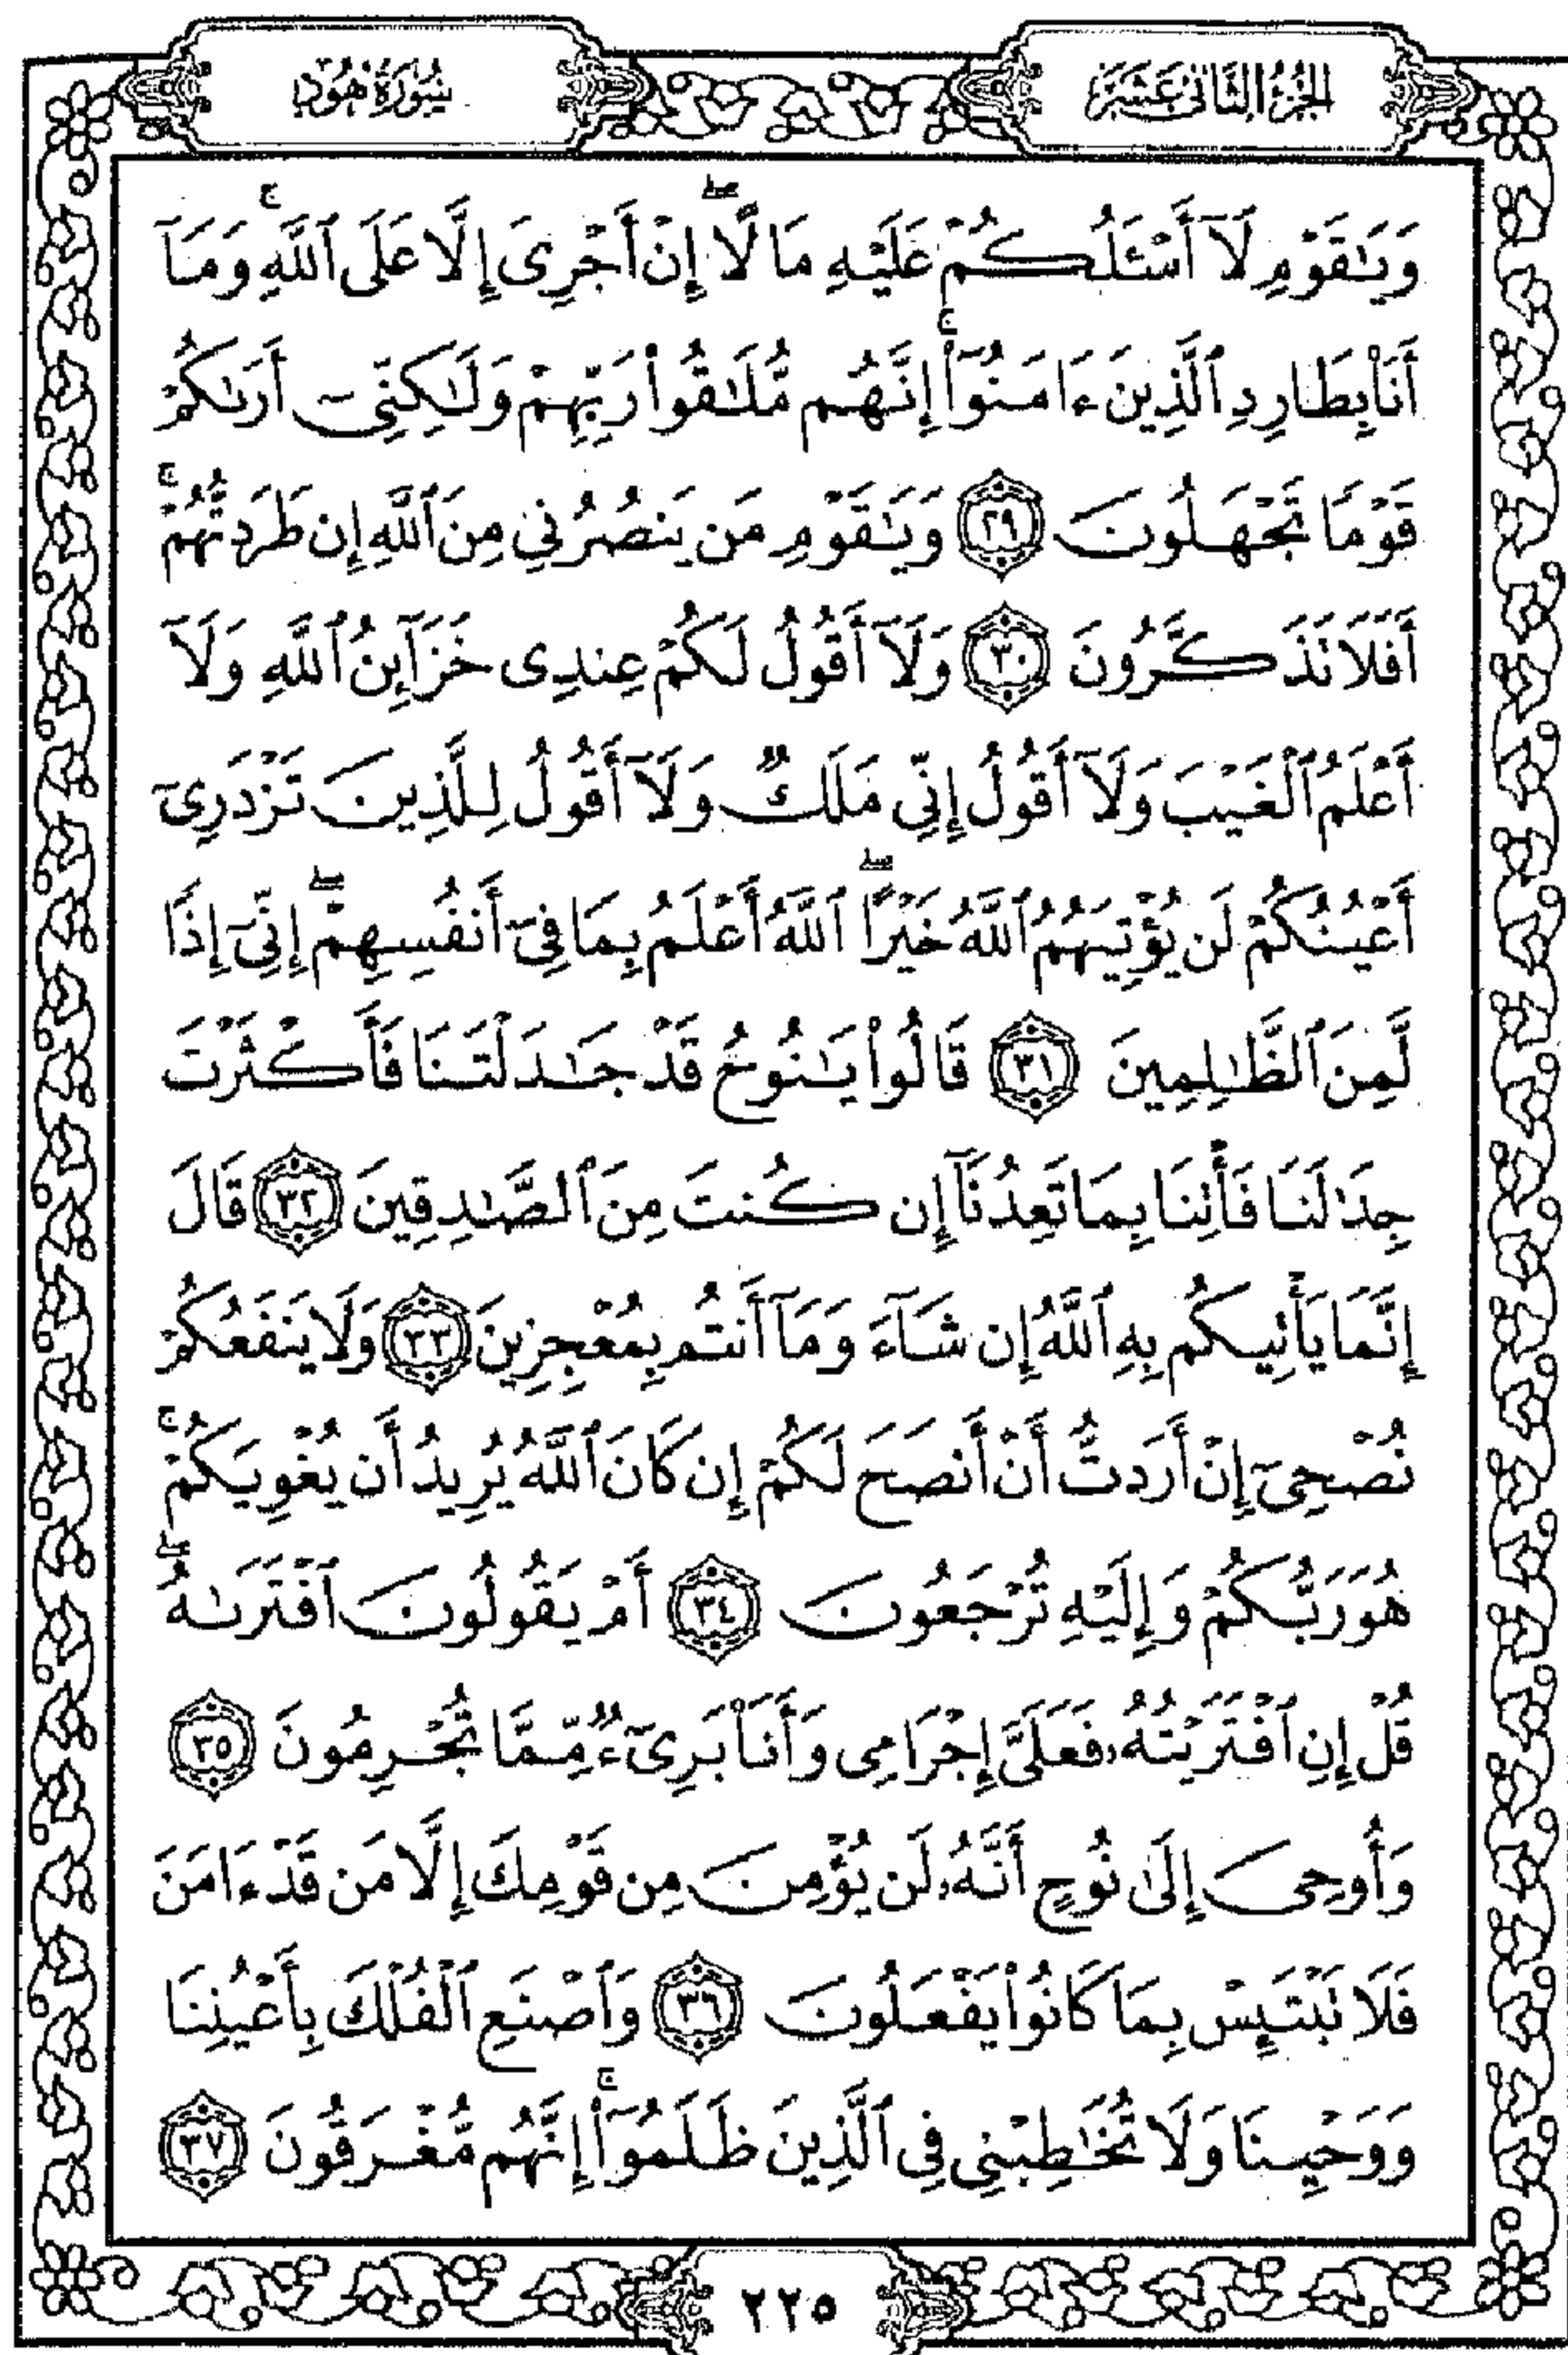 الجزء الثاني عشر
سورة هود
وَيَٰقَوْمِ لَآ أَسْـَٔلُكُمْ عَلَيْهِ مَالًا ۖ إِنْ أَجْرِىَ إِلَّا عَلَى ٱللَّهِ ۚ وَمَآ
أَنَا۠ بِطَارِدِ ٱلَّذِينَ ءَامَنُوٓا۟ ۚ إِنَّهُم مُّلَٰقُوا۟ رَبِّهِمْ وَلَٰكِنِّىٓ أَرَىٰكُمْ
قَوْمًا تَجْهَلُونَ ٢٩ وَيَٰقَوْمِ مَن يَنصُرُنِى مِنَ ٱللَّهِ إِن طَرَدتُّهُمْ ۚ
أَفَلَا تَذَكَّرُونَ ٣٠ وَلَآ أَقُولُ لَكُمْ عِندِى خَزَآئِنُ ٱللَّهِ وَلَآ
أَعْلَمُ ٱلْغَيْبَ وَلَآ أَقُولُ إِنِّى مَلَكٌ وَلَآ أَقُولُ لِلَّذِينَ تَزْدَرِىٓ
أَعْيُنُكُمْ لَن يُؤْتِيَهُمُ ٱللَّهُ خَيْرًا ۖ ٱللَّهُ أَعْلَمُ بِمَا فِىٓ أَنفُسِهِمْ ۖ إِنِّىٓ إِذًا
لَّمِنَ ٱلظَّٰلِمِينَ ٣١ قَالُوا۟ يَٰنُوحُ قَدْ جَٰدَلْتَنَا فَأَكْثَرْتَ
جِدَٰلَنَا فَأْتِنَا بِمَا تَعِدُنَآ إِن كُنتَ مِنَ ٱلصَّٰدِقِينَ ٣٢ قَالَ
إِنَّمَا يَأْتِيكُم بِهِ ٱللَّهُ إِن شَآءَ وَمَآ أَنتُم بِمُعْجِزِينَ ٣٣ وَلَا يَنفَعُكُمْ
نُصْحِىٓ إِنْ أَرَدتُّ أَنْ أَنصَحَ لَكُمْ إِن كَانَ ٱللَّهُ يُرِيدُ أَن يُغْوِيَكُمْ ۚ
هُوَ رَبُّكُمْ وَإِلَيْهِ تُرْجَعُونَ ٣٤ أَمْ يَقُولُونَ ٱفْتَرَىٰهُ ۖ
قُلْ إِنِ ٱفْتَرَيْتُهُۥ فَعَلَىَّ إِجْرَامِى وَأَنَا۠ بَرِىٓءٌ مِّمَّا تُجْرِمُونَ ٣٥
وَأُوحِىَ إِلَىٰ نُوحٍ أَنَّهُۥ لَن يُؤْمِنَ مِن قَوْمِكَ إِلَّا مَن قَدْ ءَامَنَ
فَلَا تَبْتَئِسْ بِمَا كَانُوا۟ يَفْعَلُونَ ٣٦ وَٱصْنَعِ ٱلْفُلْكَ بِأَعْيُنِنَا
وَوَحْيِنَا وَلَا تُخَٰطِبْنِى فِى ٱلَّذِينَ ظَلَمُوٓا۟ ۚ إِنَّهُم مُّغْرَقُونَ ٣٧
٢٢٥